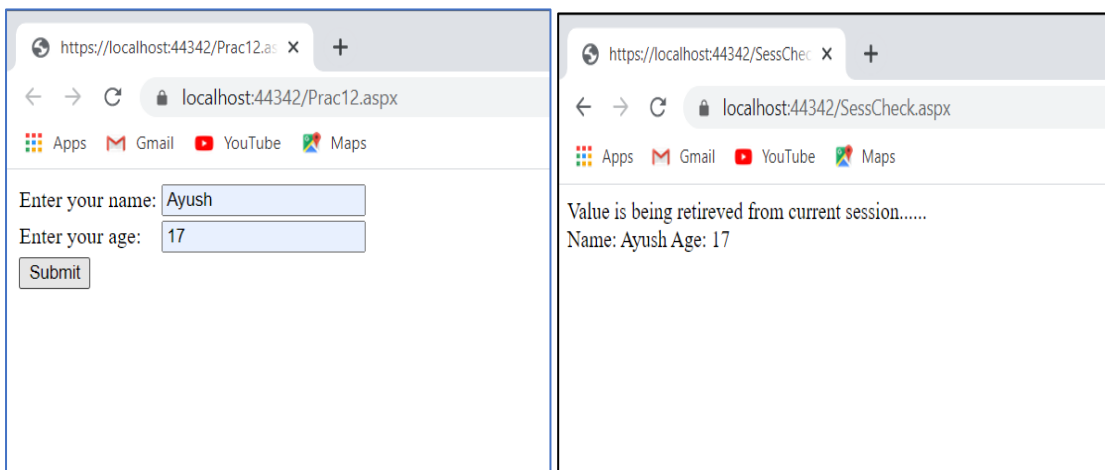 https://localhost:44342/Prac12.as
localhost:44342/Prac12.aspx
Apps Gmail YouTube Maps
Enter your name: Ayush
Enter your age: 17
Submit
https://localhost:44342/SessChec
localhost:44342/SessCheck.aspx
Apps Gmail YouTube Maps
Value is being retireved from current session......
Name: Ayush Age: 17